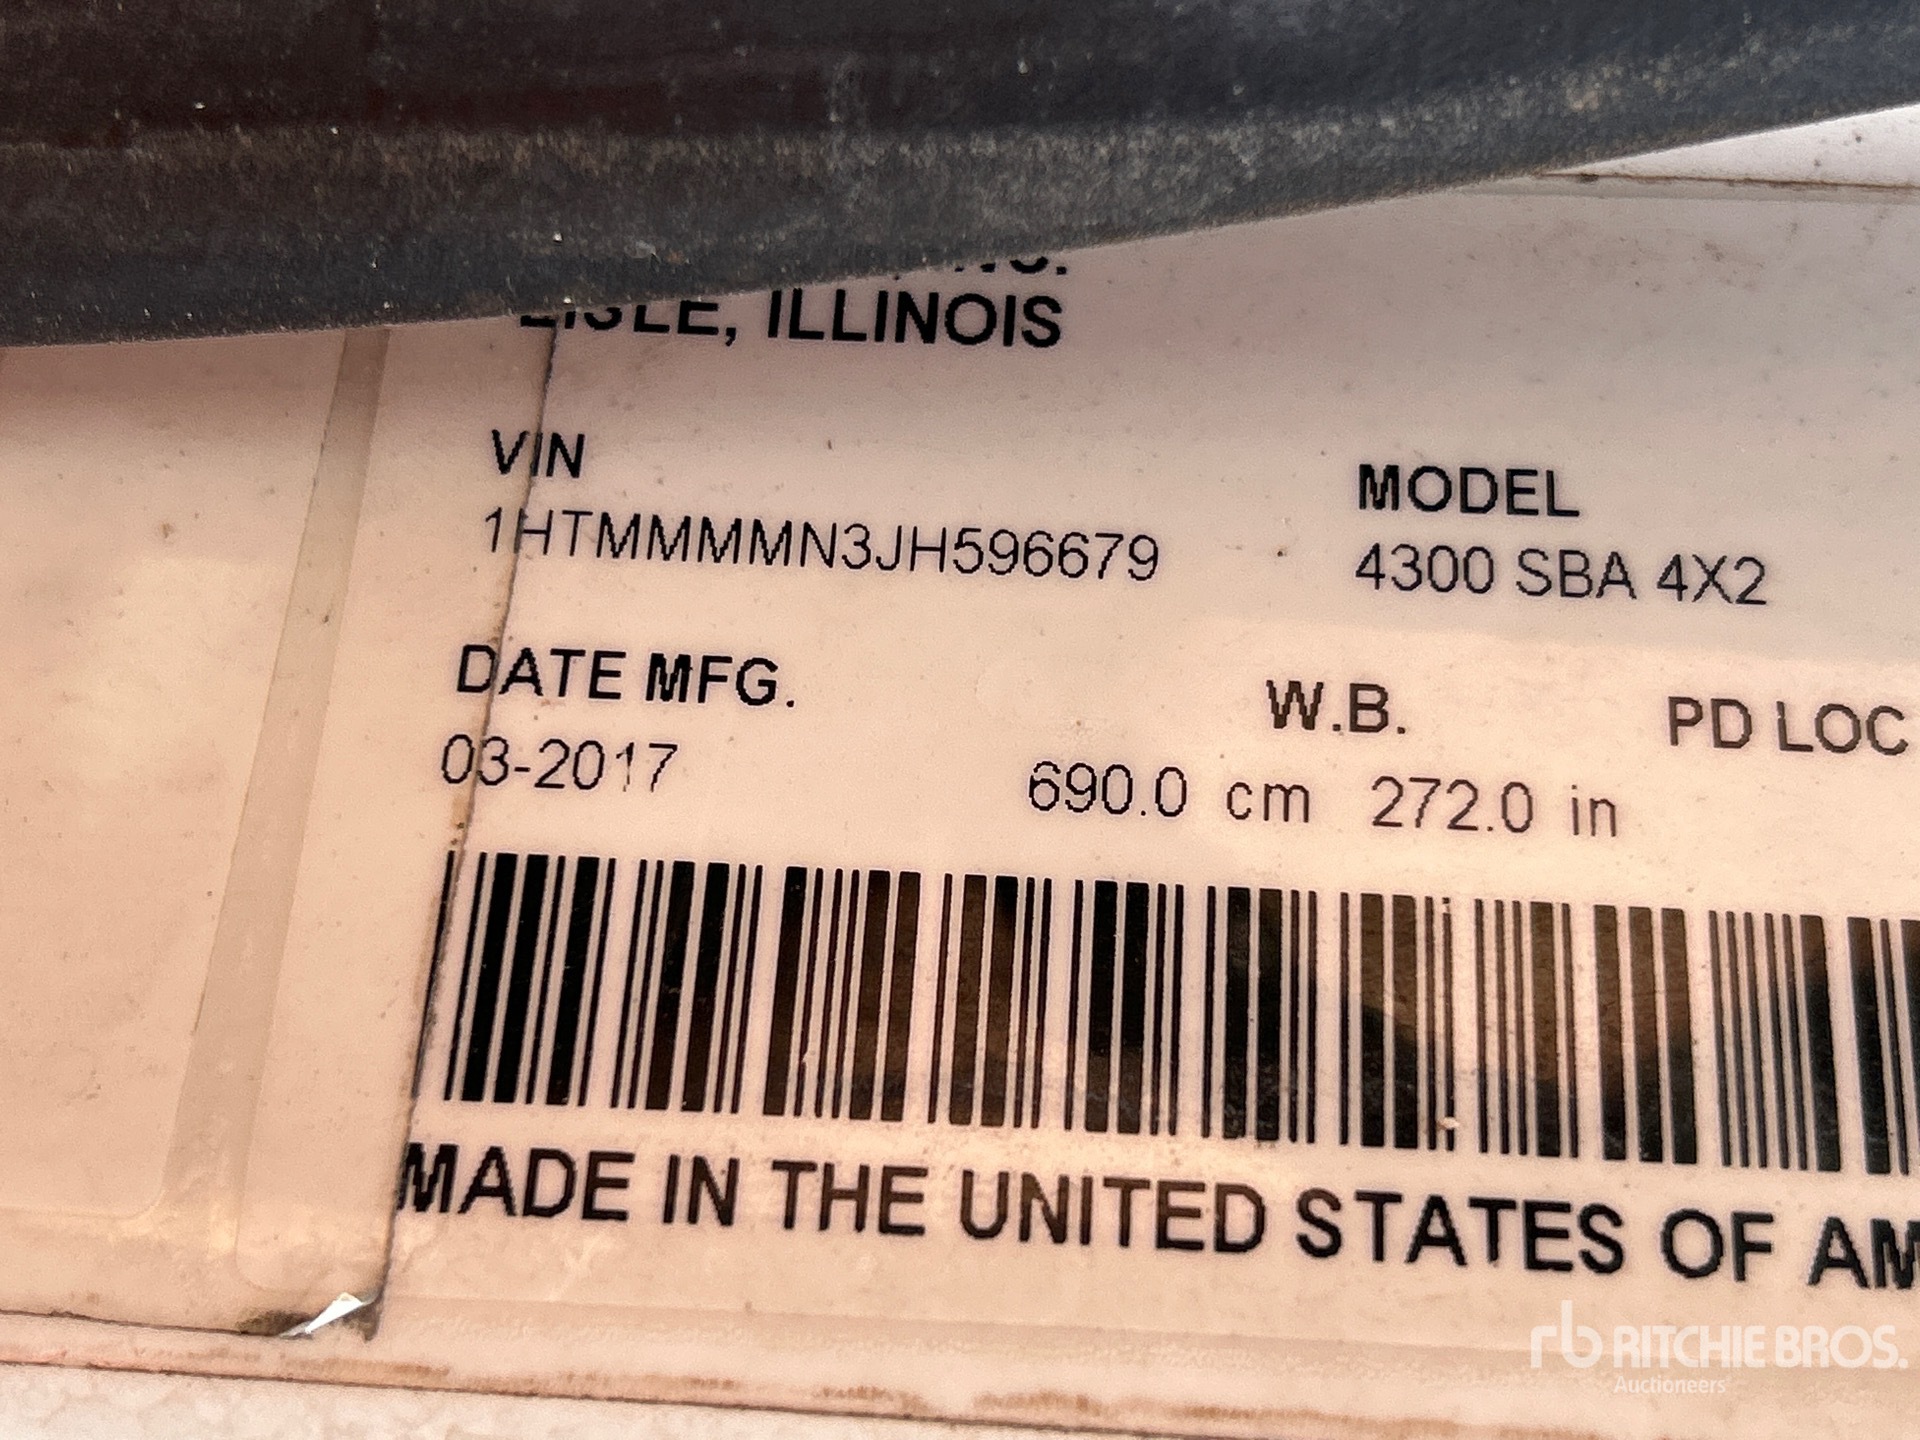 LISLE, ILLINOIS
VIN
1HTMMMMN3JH596679
MODEL
4300 SBA 4X2
DATE MFG.
03-2017
W.B.
690.0 cm 272.0 in
PD LOC
MADE IN THE UNITED STATES OF AM
rb RITCHIE BROS.
Auctioneers